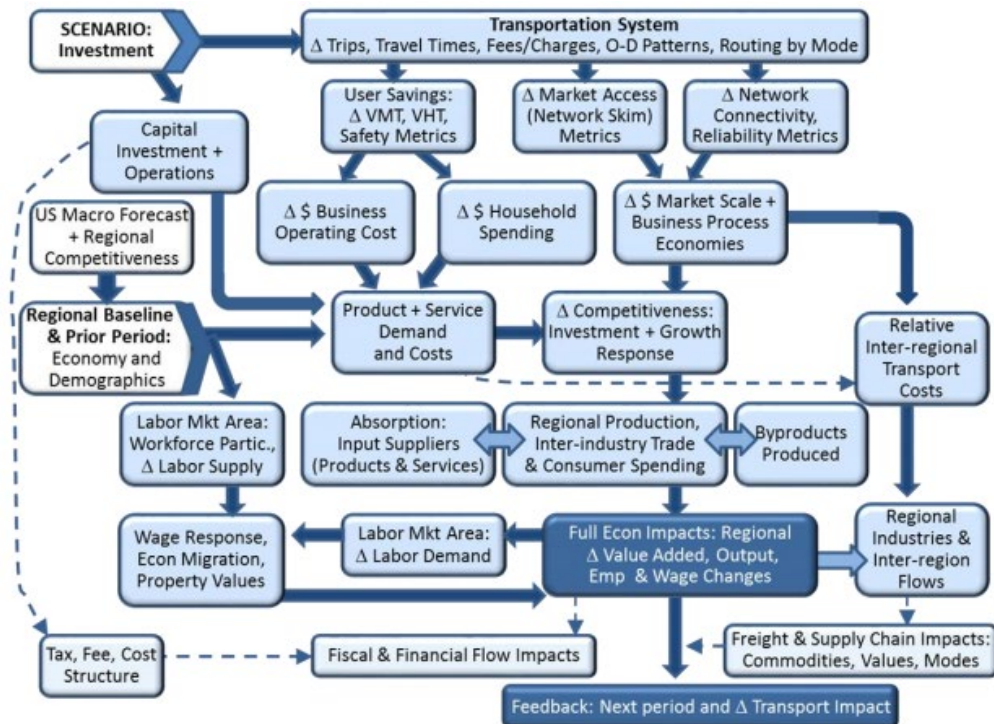 SCENARIO:
Investment
Transportation System
Δ Trips, Travel Times, Fees/Charges, O-D Patterns, Routing by Mode
User Savings:
Δ VMT, VHT,
Safety Metrics
Δ Market Access
(Network Skim)
Metrics
Δ Network
Connectivity,
Reliability Metrics
Capital
Investment +
Operations
US Macro Forecast
+ Regional
Competitiveness
Δ $ Business
Operating Cost
Δ $ Household
Spending
Δ $ Market Scale +
Business Process
Economies
Regional Baseline
& Prior Period:
Economy and
Demographics
Product + Service
Demand
and Costs
Δ Competitiveness:
Investment + Growth
Response
Relative
Inter-regional
Transport
Costs
Labor Mkt Area:
Workforce Partic.,
Δ Labor Supply
Absorption:
Input Suppliers
(Products & Services)
Regional Production,
Inter-industry Trade
& Consumer Spending
Byproducts
Produced
Wage Response,
Econ Migration,
Property Values
Labor Mkt Area:
Δ Labor Demand
Full Econ Impacts: Regional
Δ Value Added, Output,
Emp & Wage Changes
Regional
Industries &
Inter-region
Flows
Tax, Fee, Cost
Structure
Fiscal & Financial Flow Impacts
Freight & Supply Chain Impacts:
Commodities, Values, Modes
Feedback: Next period and Δ Transport Impact